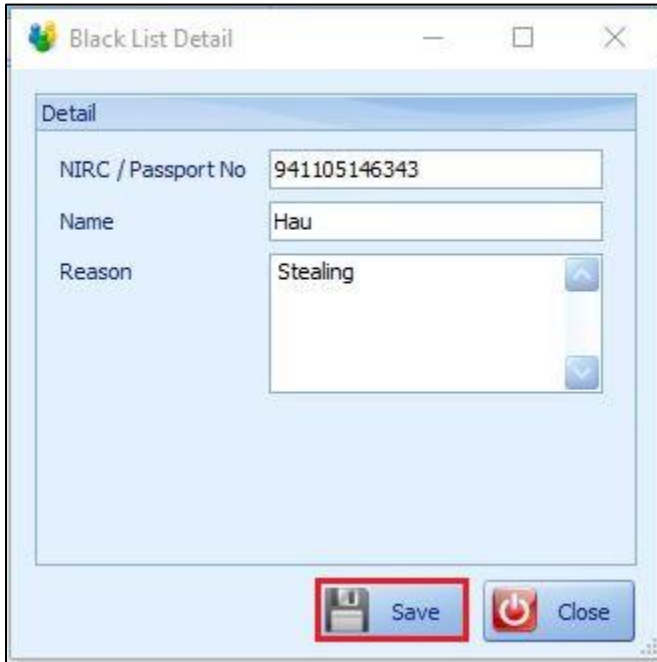 Black List Detail
Detail
NIRC / Passport No 941105146343
Name Hau
Reason Stealing
Save Close